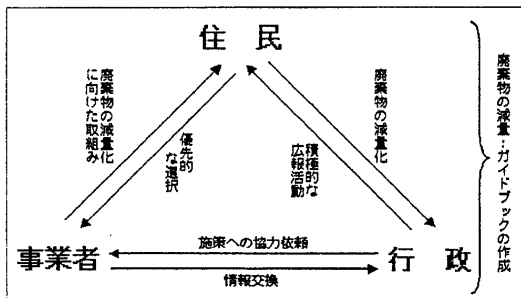 住　民
廃棄物の減量化
に向けた取組み
優先的
な選択
積極的な
広報活動
廃棄物の減量化
廃棄物の減量：ガイドブックの作成
施策への協力依頼
事業者
行　政
情報交換